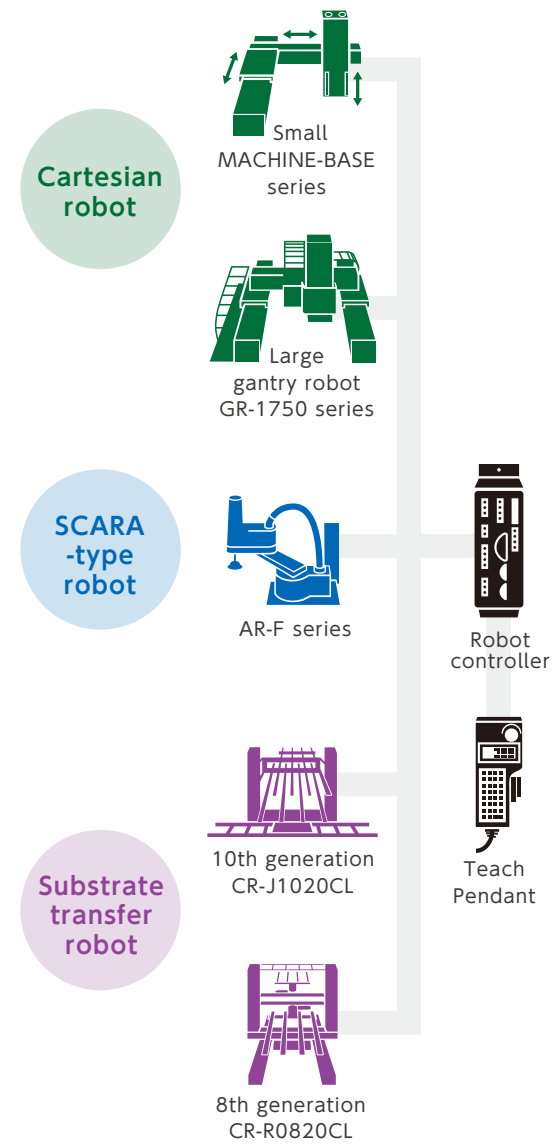 Cartesian
robot
Small
MACHINE-BASE
series
Large
gantry robot
GR-1750 series
SCARA
-type
robot
AR-F series
Robot
controller
Substrate
transfer
robot
10th generation
CR-J1020CL
Teach
Pendant
8th generation
CR-R0820CL